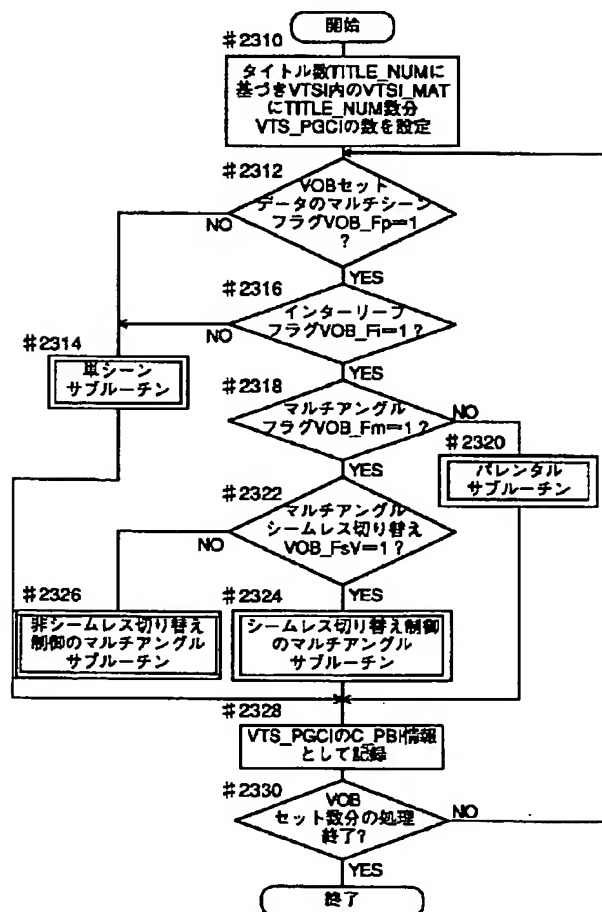 開始
#2310
タイトル数TITLE_NUMに
基づきVTSI内のVTSI_MAT
にTITLE_NUM数分
VTS_PGCIの数を設定
#2312
VOBセット
データのマルチシーン
フラグVOB_Fp=1
?
NO
YES
#2316
インターリーブ
フラグVOB_Fi=1?
NO
YES
#2314
単シーン
サブルーチン
#2318
マルチアングル
フラグVOB_Fm=1?
NO
YES
#2320
パレンタル
サブルーチン
#2322
マルチアングル
シームレス切り替え
VOB_FsV=1?
NO
YES
#2326
非シームレス切り替え
制御のマルチアングル
サブルーチン
#2324
シームレス切り替え制御
のマルチアングル
サブルーチン
#2328
VTS_PGCIのC_PBI情報
として記録
#2330
VOB
セット数分の処理
終了?
NO
YES
終了